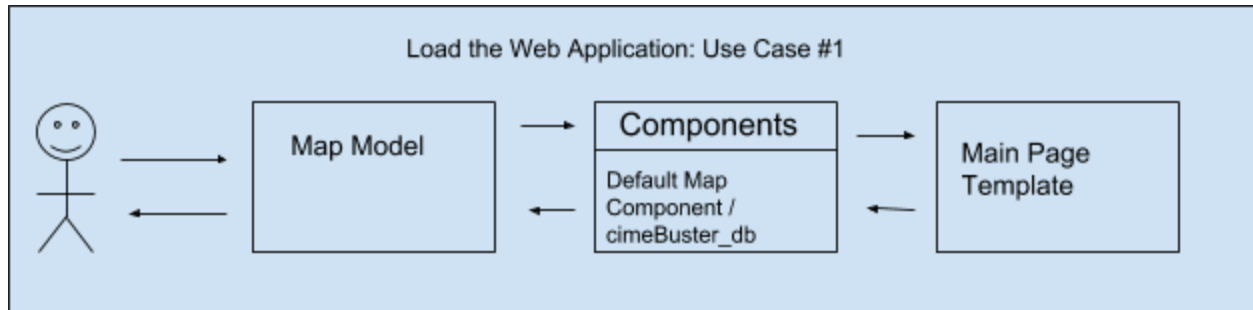 Load the Web Application: Use Case #1
Map Model
Components
Default Map
Component /
cimeBuster_db
Main Page
Template